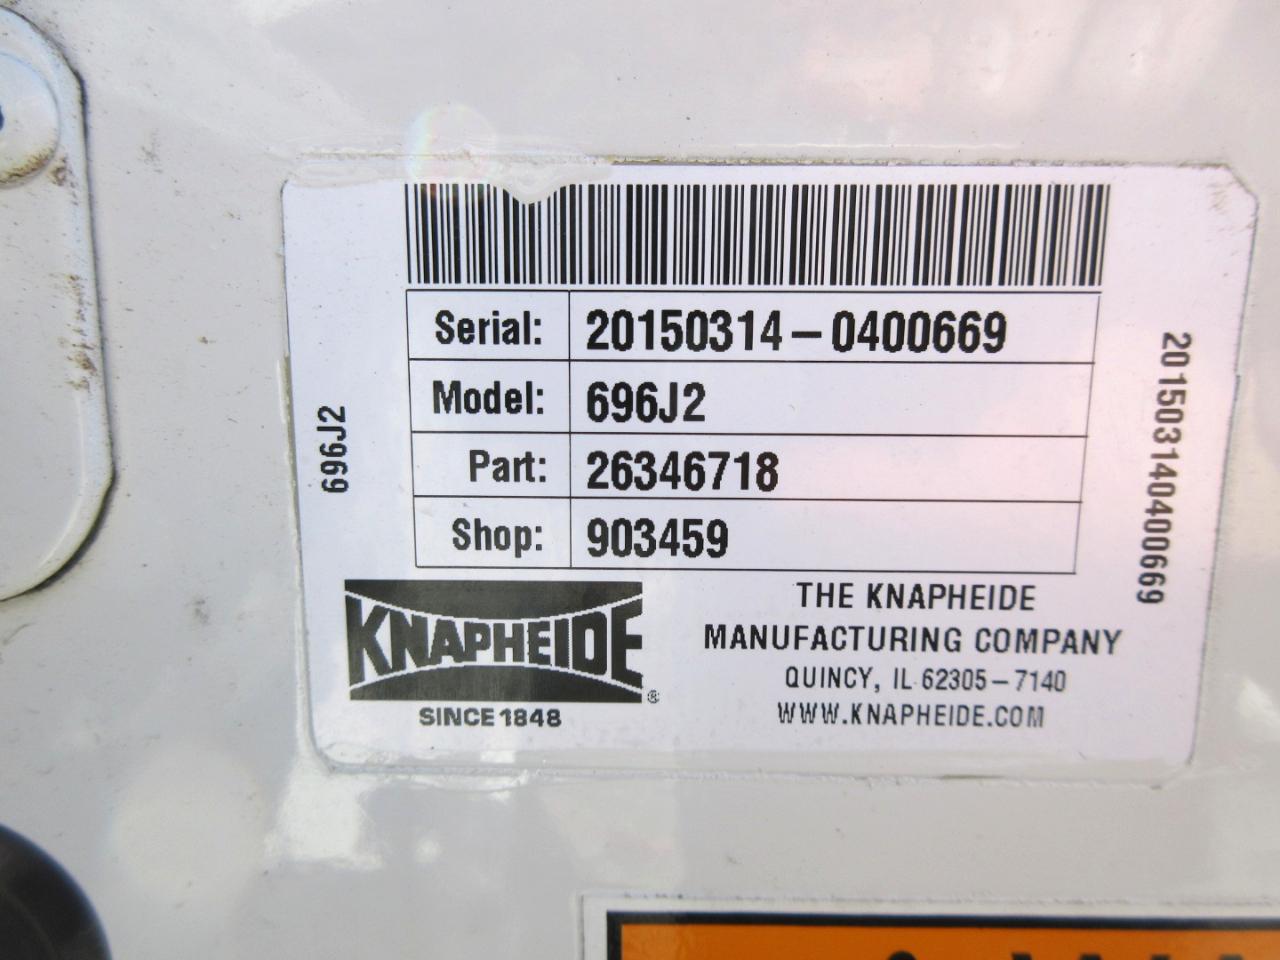 Serial: 20150314-0400669
Model: 696J2
Part: 26346718
Shop: 903459
696J2
201503140400669
KNAPHEIDE®
SINCE 1848
THE KNAPHEIDE
MANUFACTURING COMPANY
QUINCY, IL 62305-7140
WWW.KNAPHEIDE.COM